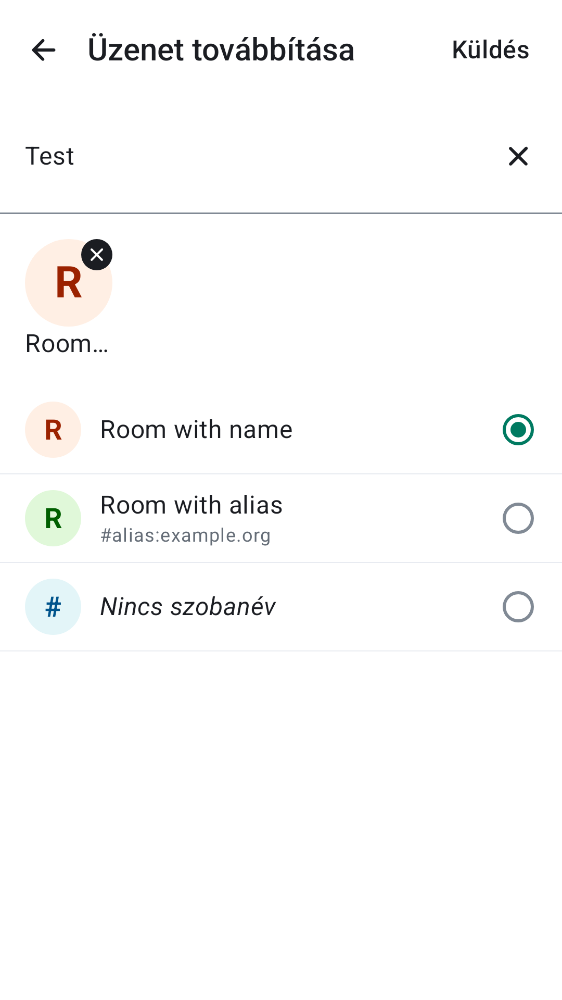 Üzenet továbbítása Küldés
Test
R
Room...
R Room with name
R Room with alias
#alias:example.org
# Nincs szobanév